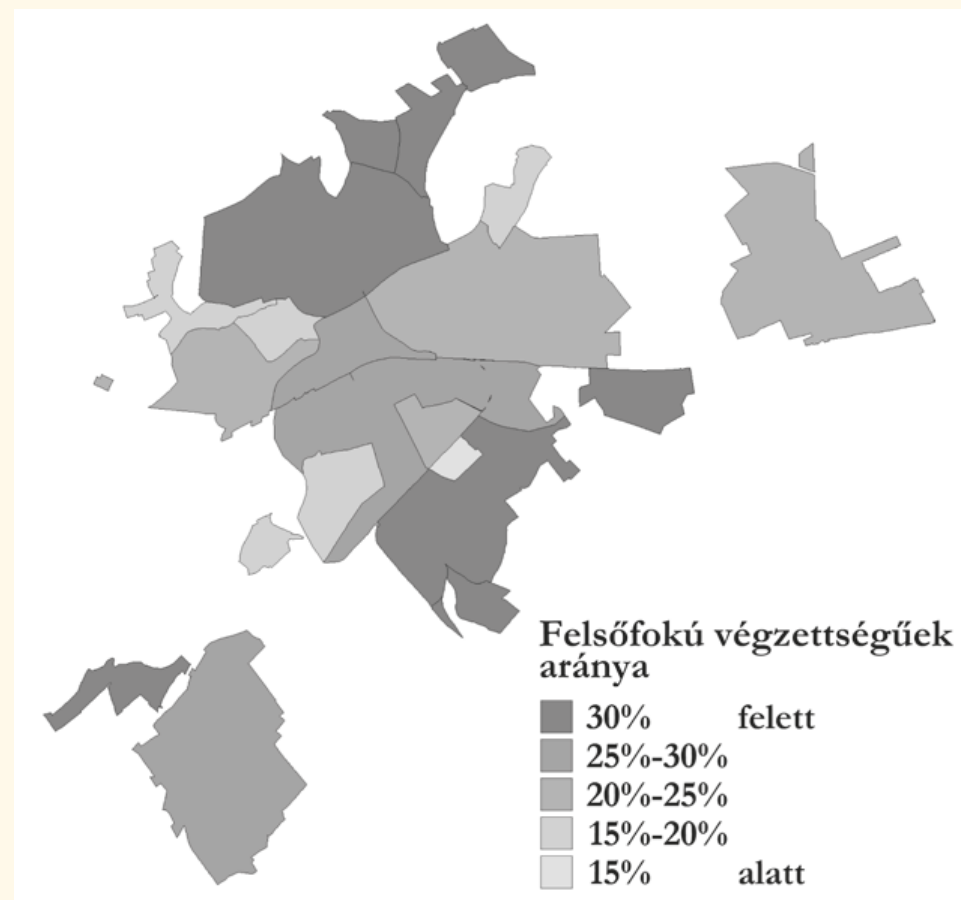 Felsőfokú végzettségűek
aránya
30% felett
25%-30%
20%-25%
15%-20%
15% alatt